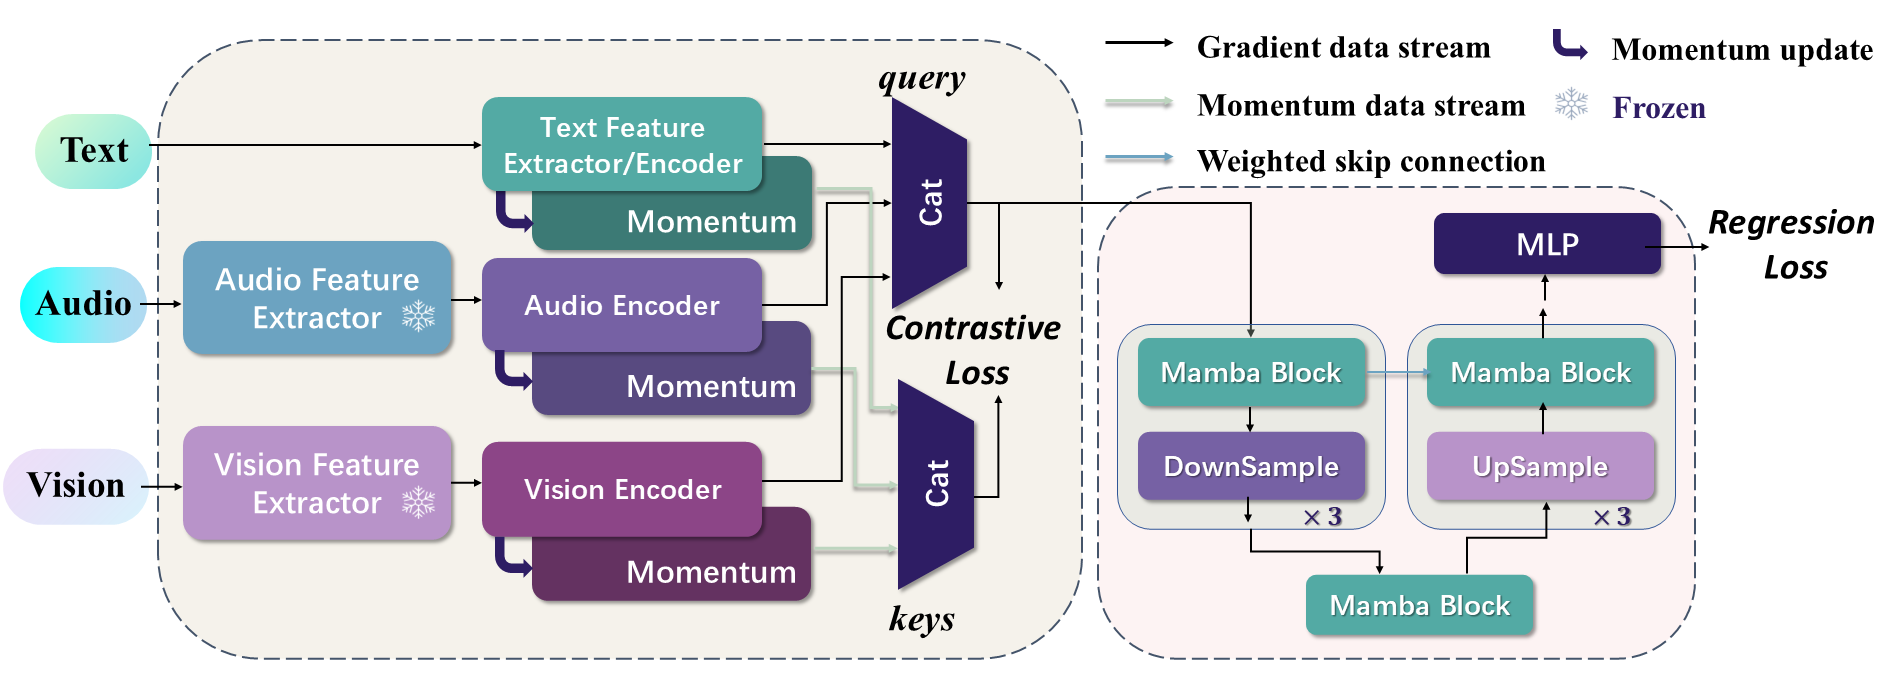 Gradient data stream
Momentum update
Momentum data stream
Frozen
Weighted skip connection
query
Text
Text Feature
Extractor/Encoder
Momentum
Cat
Audio
Audio Feature
Extractor
Audio Encoder
Momentum
Contrastive
Loss
Vision
Vision Feature
Extractor
Vision Encoder
Momentum
Cat
keys
MLP
Regression
Loss
Mamba Block
Mamba Block
DownSample
UpSample
× 3
× 3
Mamba Block